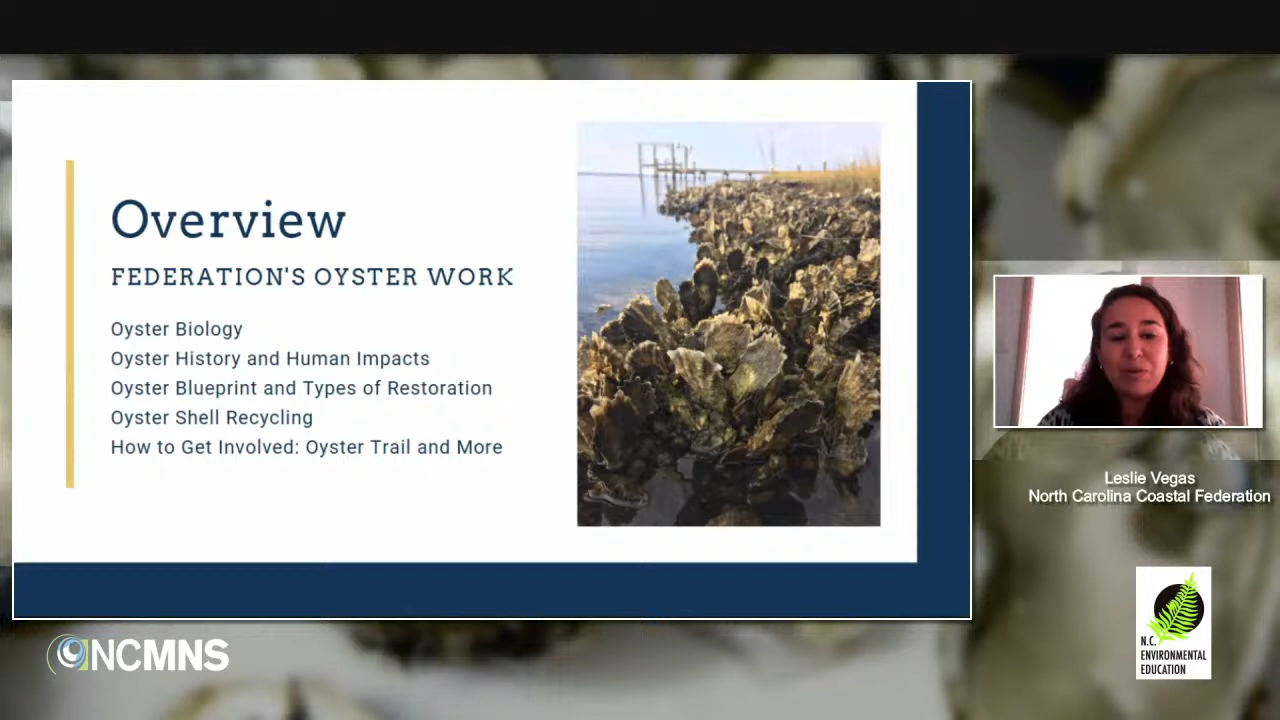 Overview
FEDERATION'S OYSTER WORK
Oyster Biology
Oyster History and Human Impacts
Oyster Blueprint and Types of Restoration
Oyster Shell Recycling
How to Get Involved: Oyster Trail and More
Leslie Vegas
North Carolina Coastal Federation
NCMNS
N.C.
ENVIRONMENTAL
EDUCATION